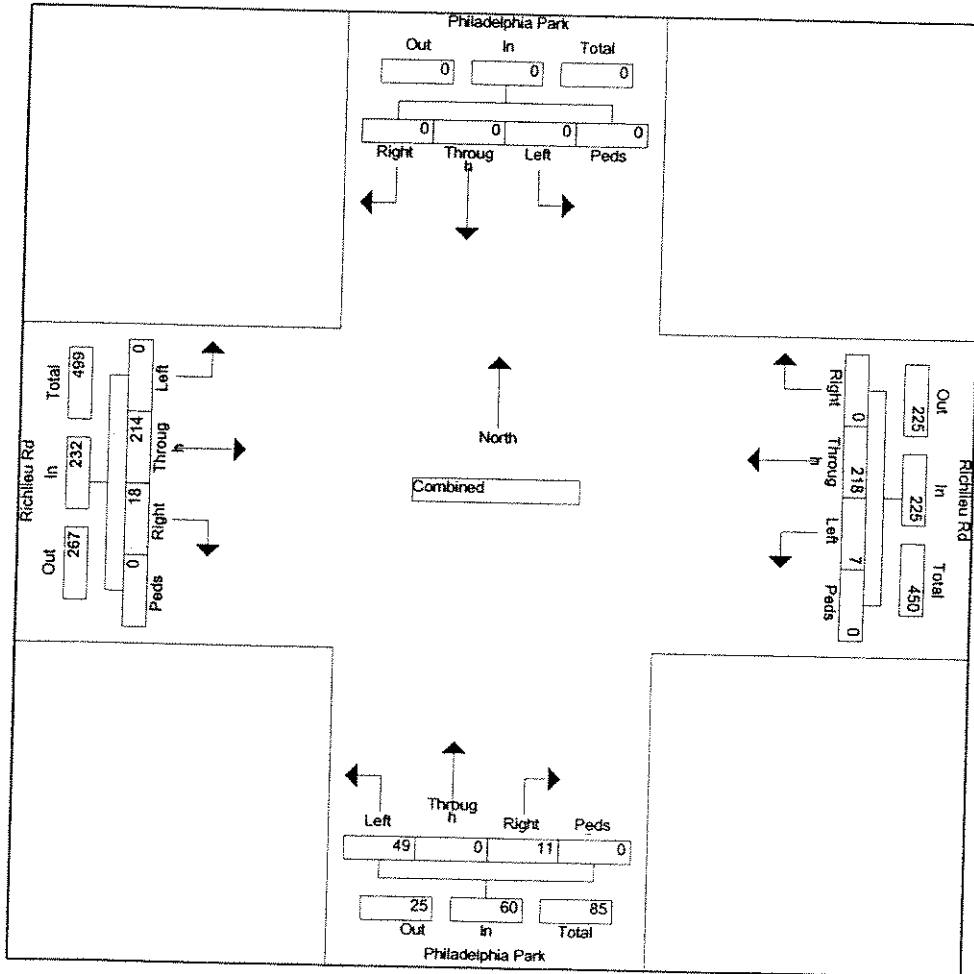 Philadelphia Park
Out In Total
0 0 0
0 0 0 0
Right Throug
h Left Peds
Richlieu Rd
Total In Out
499 232 267
0 214 18 0
Left Throug
h Right Peds
North
Combined
Right Throug
h Left Peds
0 218 7 0
225 225 450
Out In Total
Richlieu Rd
Left Throug
h Right Peds
49 0 11 0
25 60 85
Out In Total
Philadelphia Park